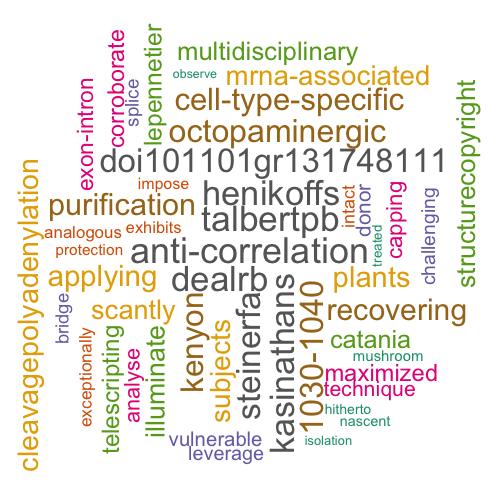 multidisciplinary
observe
mrna-associated
corroborate
splice
lepennetier
cell-type-specific
exon-intron
octopaminergic
doi101101gr131748111
structurecopyright
impose
henikoffs
intact
donor
capping
purification
talbertpb
analogous
exhibits
treated
challenging
protection
anti-correlation
cleavagepolyadenylation
applying
dealrb
plants
bridge
scantly
kenyon
subjects
steinerfa
kasinathans
1030-1040
recovering
exceptionally
telescripting
analyse
illuminate
catania
mushroom
maximized
technique
hitherto
nascent
vulnerable
leverage
isolation